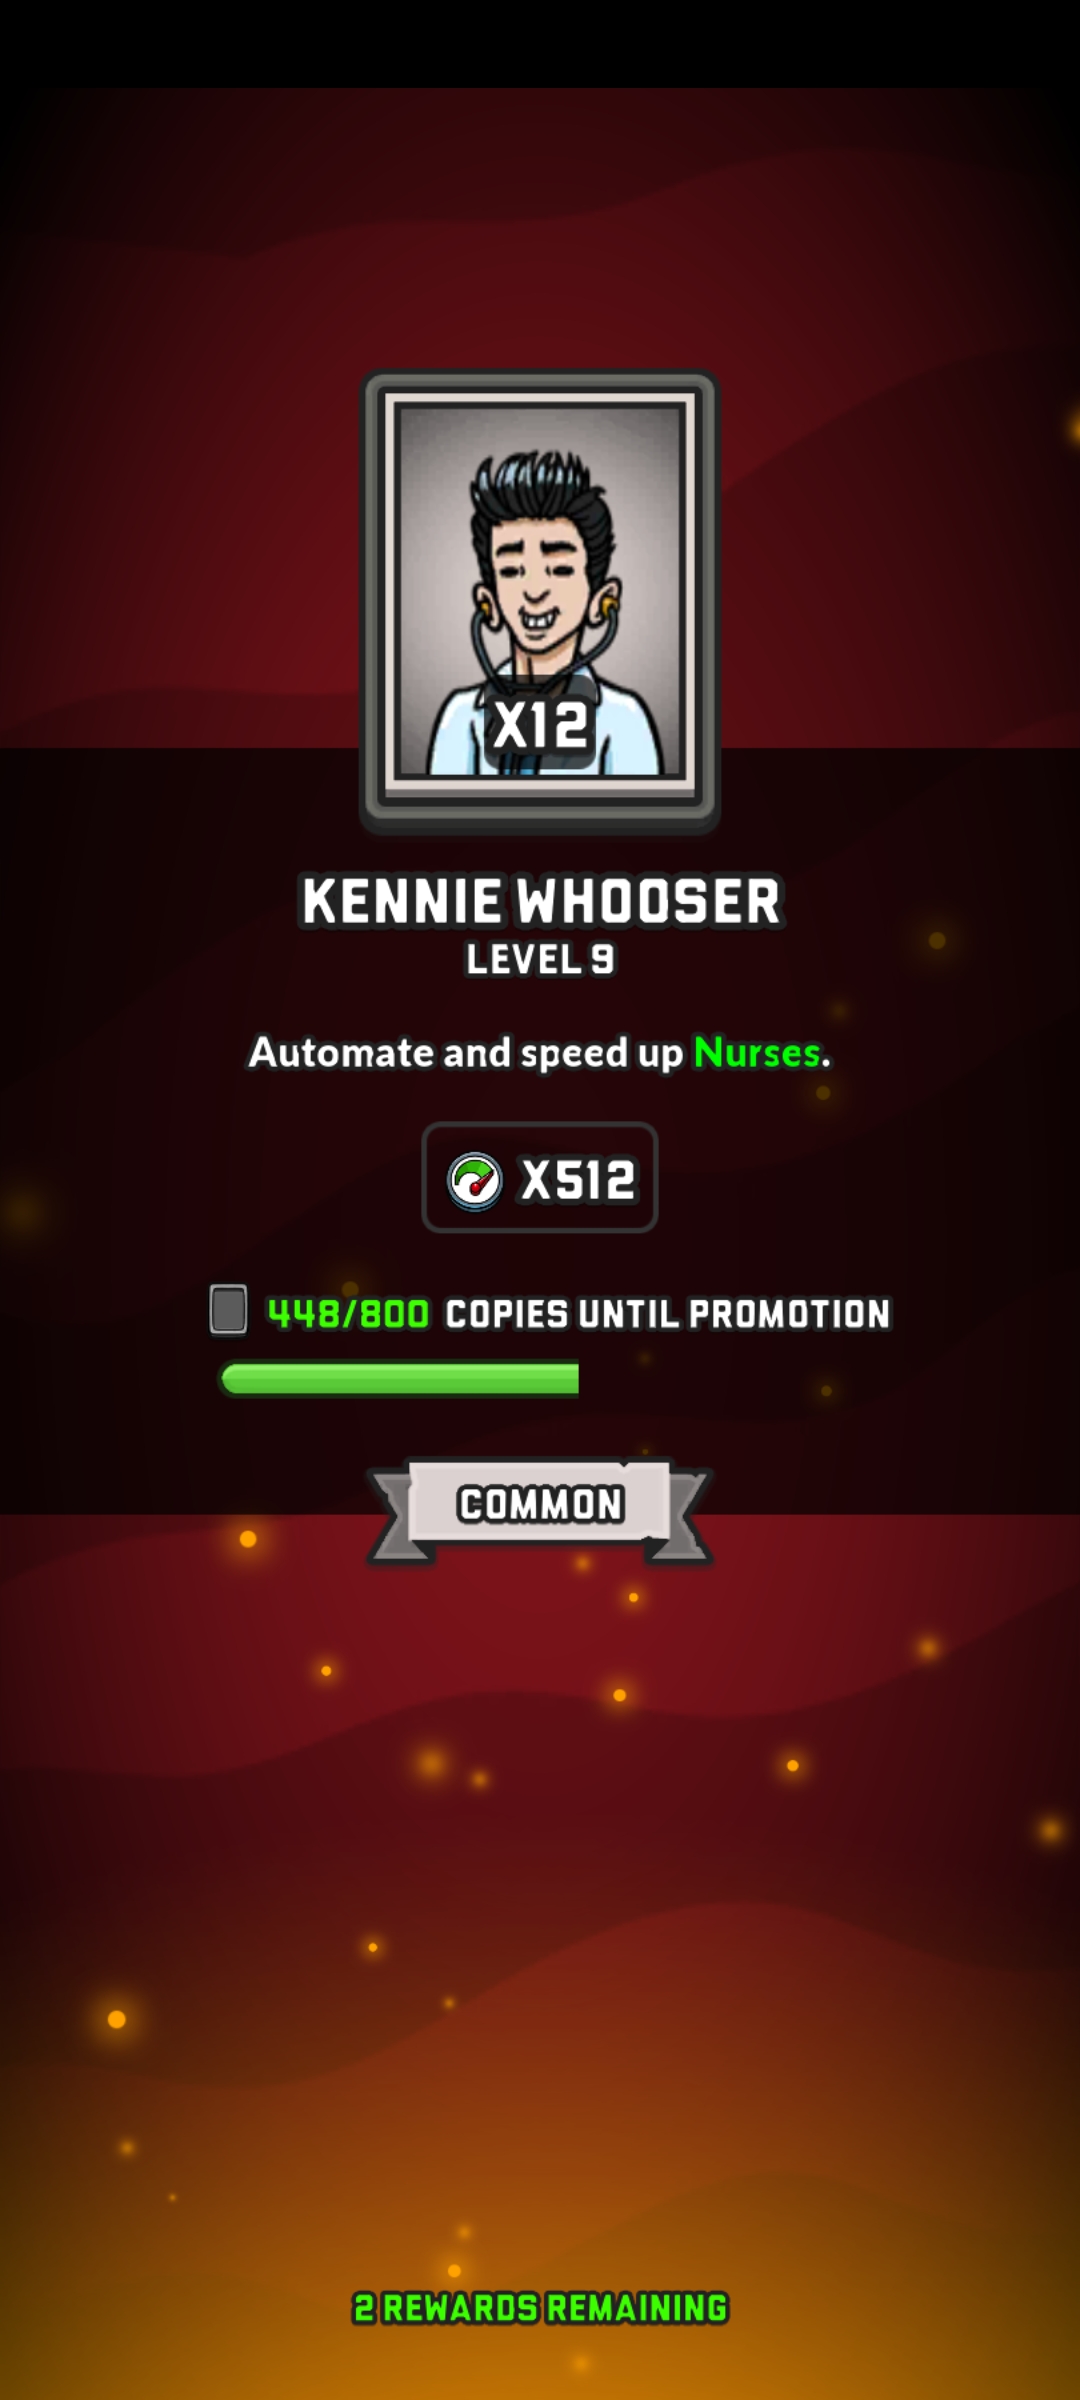 X12
KENNIE WHOOSER
LEVEL 9
Automate and speed up Nurses.
X512
448/800 COPIES UNTIL PROMOTION
COMMON
2 REWARDS REMAINING